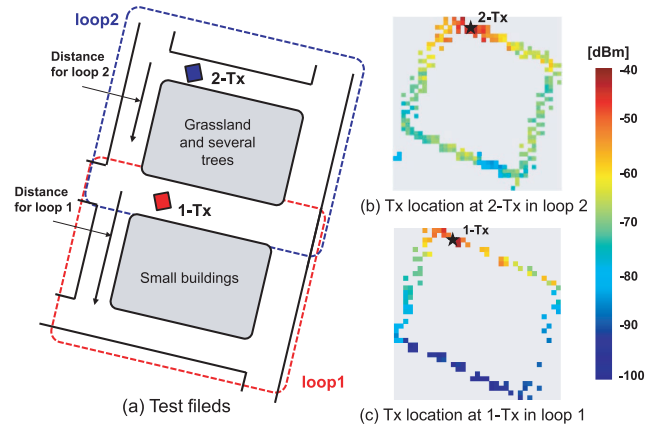 loop2
Distance
for loop 2
2-Tx
Grassland
and several
trees
Distance
for loop 1
1-Tx
Small buildings
loop1
(a) Test fileds
2-Tx
(b) Tx location at 2-Tx in loop 2
1-Tx
(c) Tx location at 1-Tx in loop 1
[dBm]
-40
-50
-60
-70
-80
-90
-100